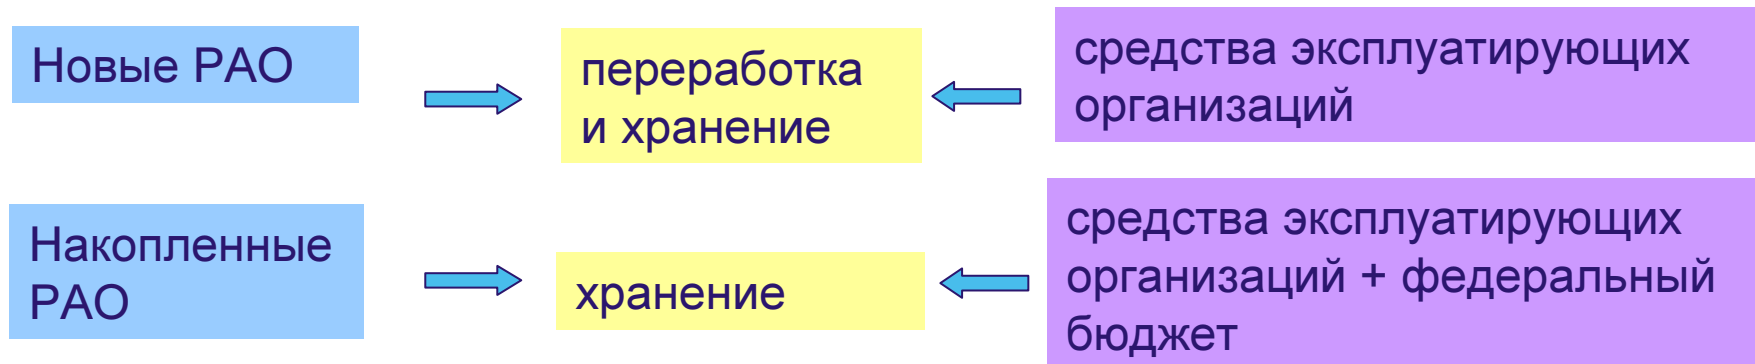 Новые РАО
переработка
и хранение
средства эксплуатирующих
организаций
Накопленные
РАО
хранение
средства эксплуатирующих
организаций + федеральный
бюджет